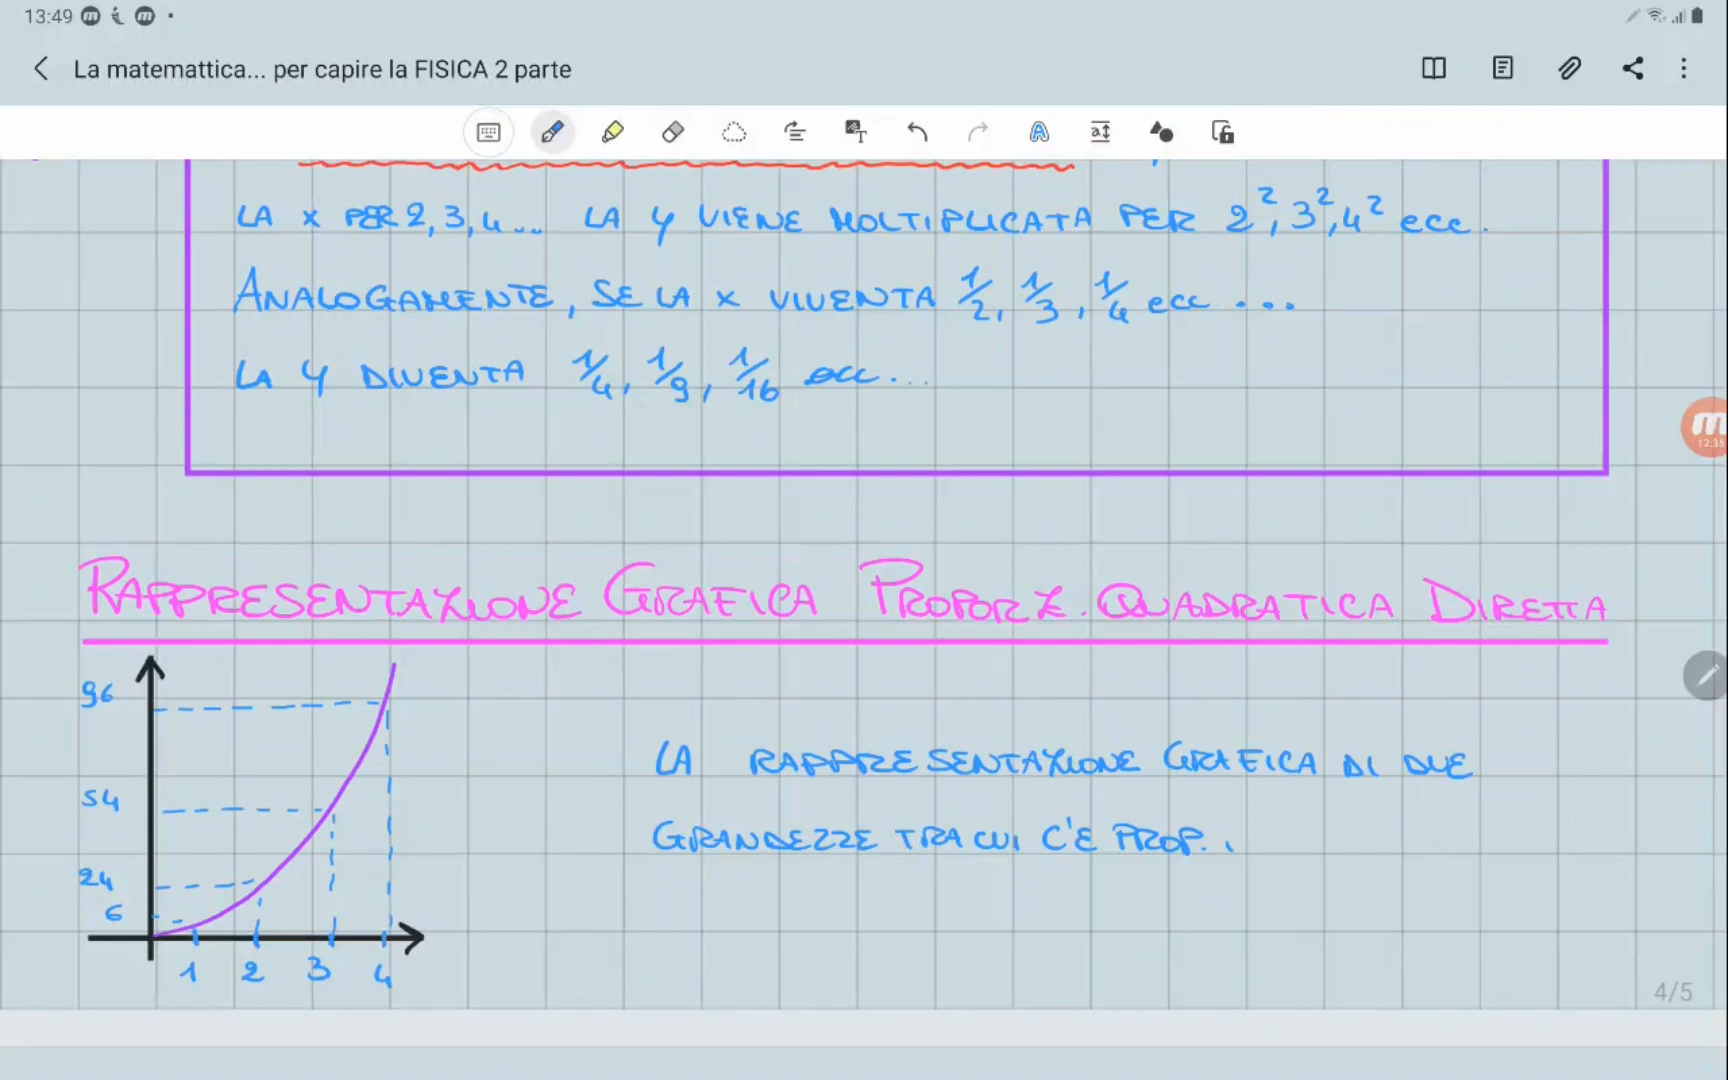 13:49
La matemattica... per capire la FISICA 2 parte
LA X PER 2, 3, 4... LA Y VIENE MOLTIPLICATA PER 2², 3², 4² ecc.
ANALOGAMENTE, SE LA X VIVENTA 1/2, 1/3, 1/4 ecc ...
LA Y DIVENTA 1/4, 1/9, 1/16 ecc...
12:35
RAPPRESENTAZIONE GRAFICA PROPORZ. QUADRATICA DIRETTA
96
54
24
6
1 2 3 4
LA RAPPRESENTAZIONE GRAFICA DI DUE
GRANDEZZE TRA CUI C'È PROP.
4/5